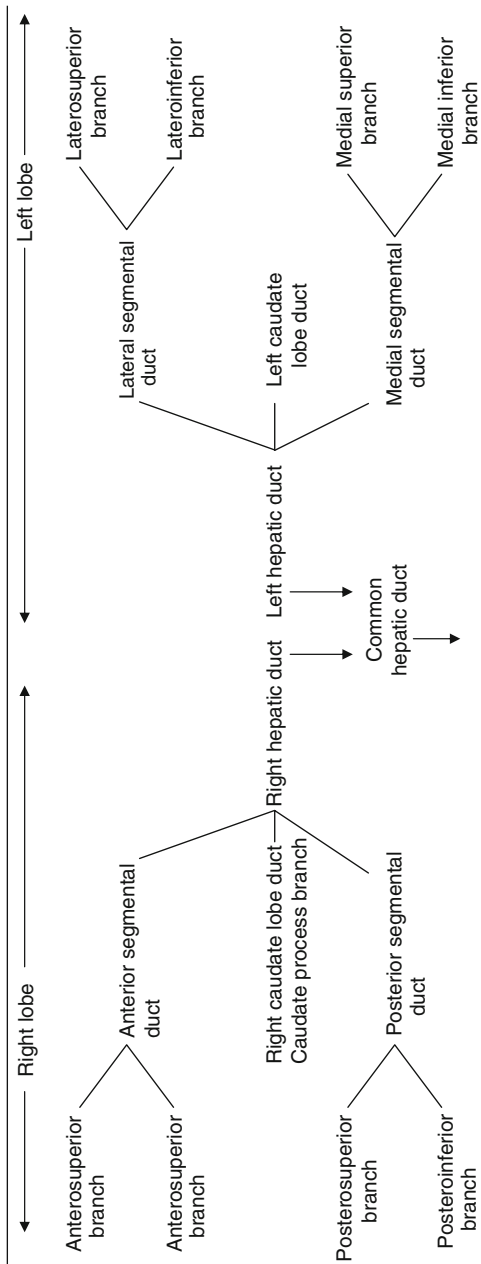 Right lobe
Left lobe
Anterosuperior
branch
Anterosuperior
branch
Anterior segmental
duct
Right caudate lobe duct
Caudate process branch
Posterosuperior
branch
Posteroinferior
branch
Posterior segmental
duct
Right hepatic duct
Left hepatic duct
Common
hepatic duct
Lateral segmental
duct
Laterosuperior
branch
Lateroinferior
branch
Left caudate
lobe duct
Medial segmental
duct
Medial superior
branch
Medial inferior
branch